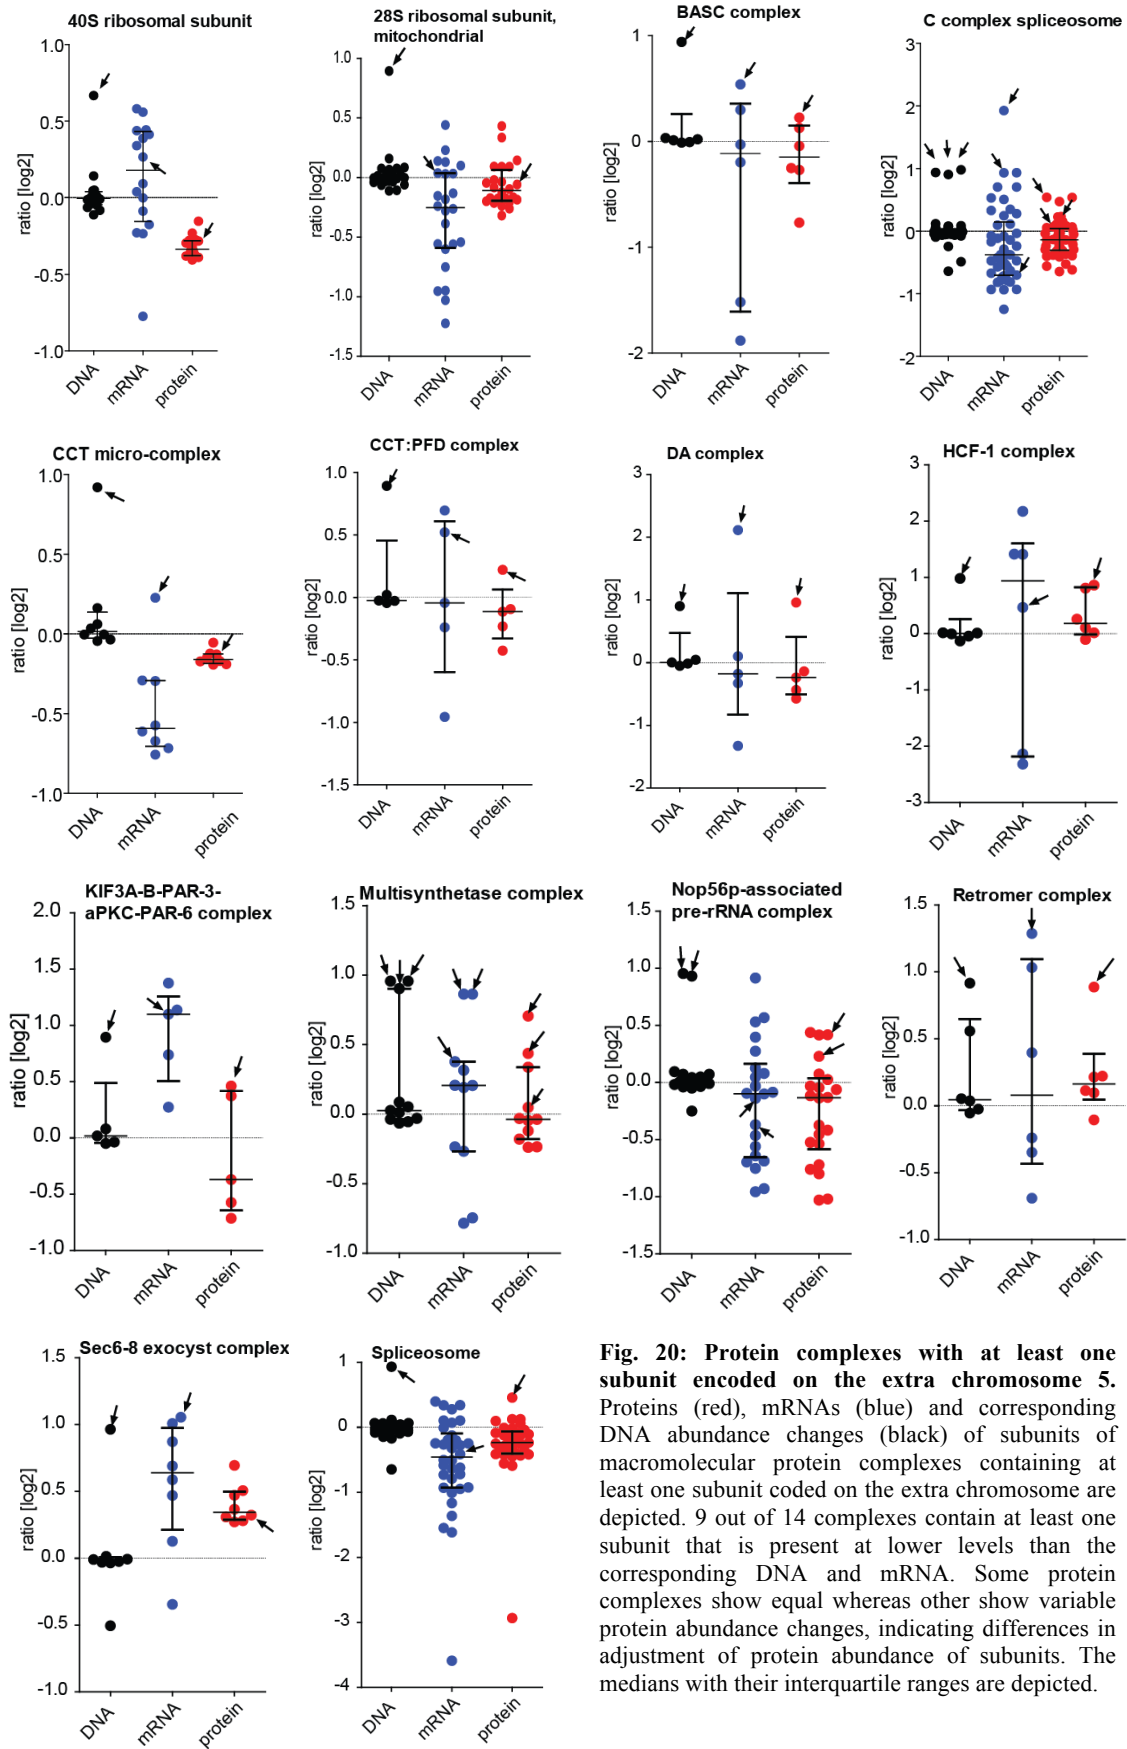 40S ribosomal subunit
ratio [log2]
1.0
0.5
0.0
-0.5
-1.0
DNA
mRNA
protein
28S ribosomal subunit,
mitochondrial
ratio [log2]
1.0
0.5
0.0
-0.5
-1.0
-1.5
DNA
mRNA
protein
BASC complex
ratio [log2]
1
0
-1
-2
DNA
mRNA
protein
C complex spliceosome
ratio [log2]
3
2
1
0
-1
-2
DNA
mRNA
protein
CCT micro-complex
ratio [log2]
1.0
0.5
0.0
-0.5
-1.0
DNA
mRNA
protein
CCT:PFD complex
ratio [log2]
1.0
0.5
0.0
-0.5
-1.0
-1.5
DNA
mRNA
protein
DA complex
ratio [log2]
3
2
1
0
-1
-2
DNA
mRNA
protein
HCF-1 complex
ratio [log2]
3
2
1
0
-1
-2
-3
DNA
mRNA
protein
KIF3A-B-PAR-3-
aPKC-PAR-6 complex
ratio [log2]
2.0
1.5
1.0
0.5
0.0
-0.5
-1.0
DNA
mRNA
protein
Multisynthetase complex
ratio [log2]
1.5
1.0
0.5
0.0
-0.5
-1.0
DNA
mRNA
protein
Nop56p-associated
pre-rRNA complex
ratio [log2]
1.5
1.0
0.5
0.0
-0.5
-1.0
-1.5
DNA
mRNA
protein
Retromer complex
ratio [log2]
1.5
1.0
0.5
0.0
-0.5
-1.0
DNA
mRNA
protein
Sec6-8 exocyst complex
ratio [log2]
1.5
1.0
0.5
0.0
-0.5
-1.0
DNA
mRNA
protein
Spliceosome
ratio [log2]
1
0
-1
-2
-3
-4
DNA
mRNA
protein
Fig. 20: Protein complexes with at least one
subunit encoded on the extra chromosome 5.
Proteins (red), mRNAs (blue) and corresponding
DNA abundance changes (black) of subunits of
macromolecular protein complexes containing at
least one subunit coded on the extra chromosome are
depicted. 9 out of 14 complexes contain at least one
subunit that is present at lower levels than the
corresponding DNA and mRNA. Some protein
complexes show equal whereas other show variable
protein abundance changes, indicating differences in
adjustment of protein abundance of subunits. The
medians with their interquartile ranges are depicted.